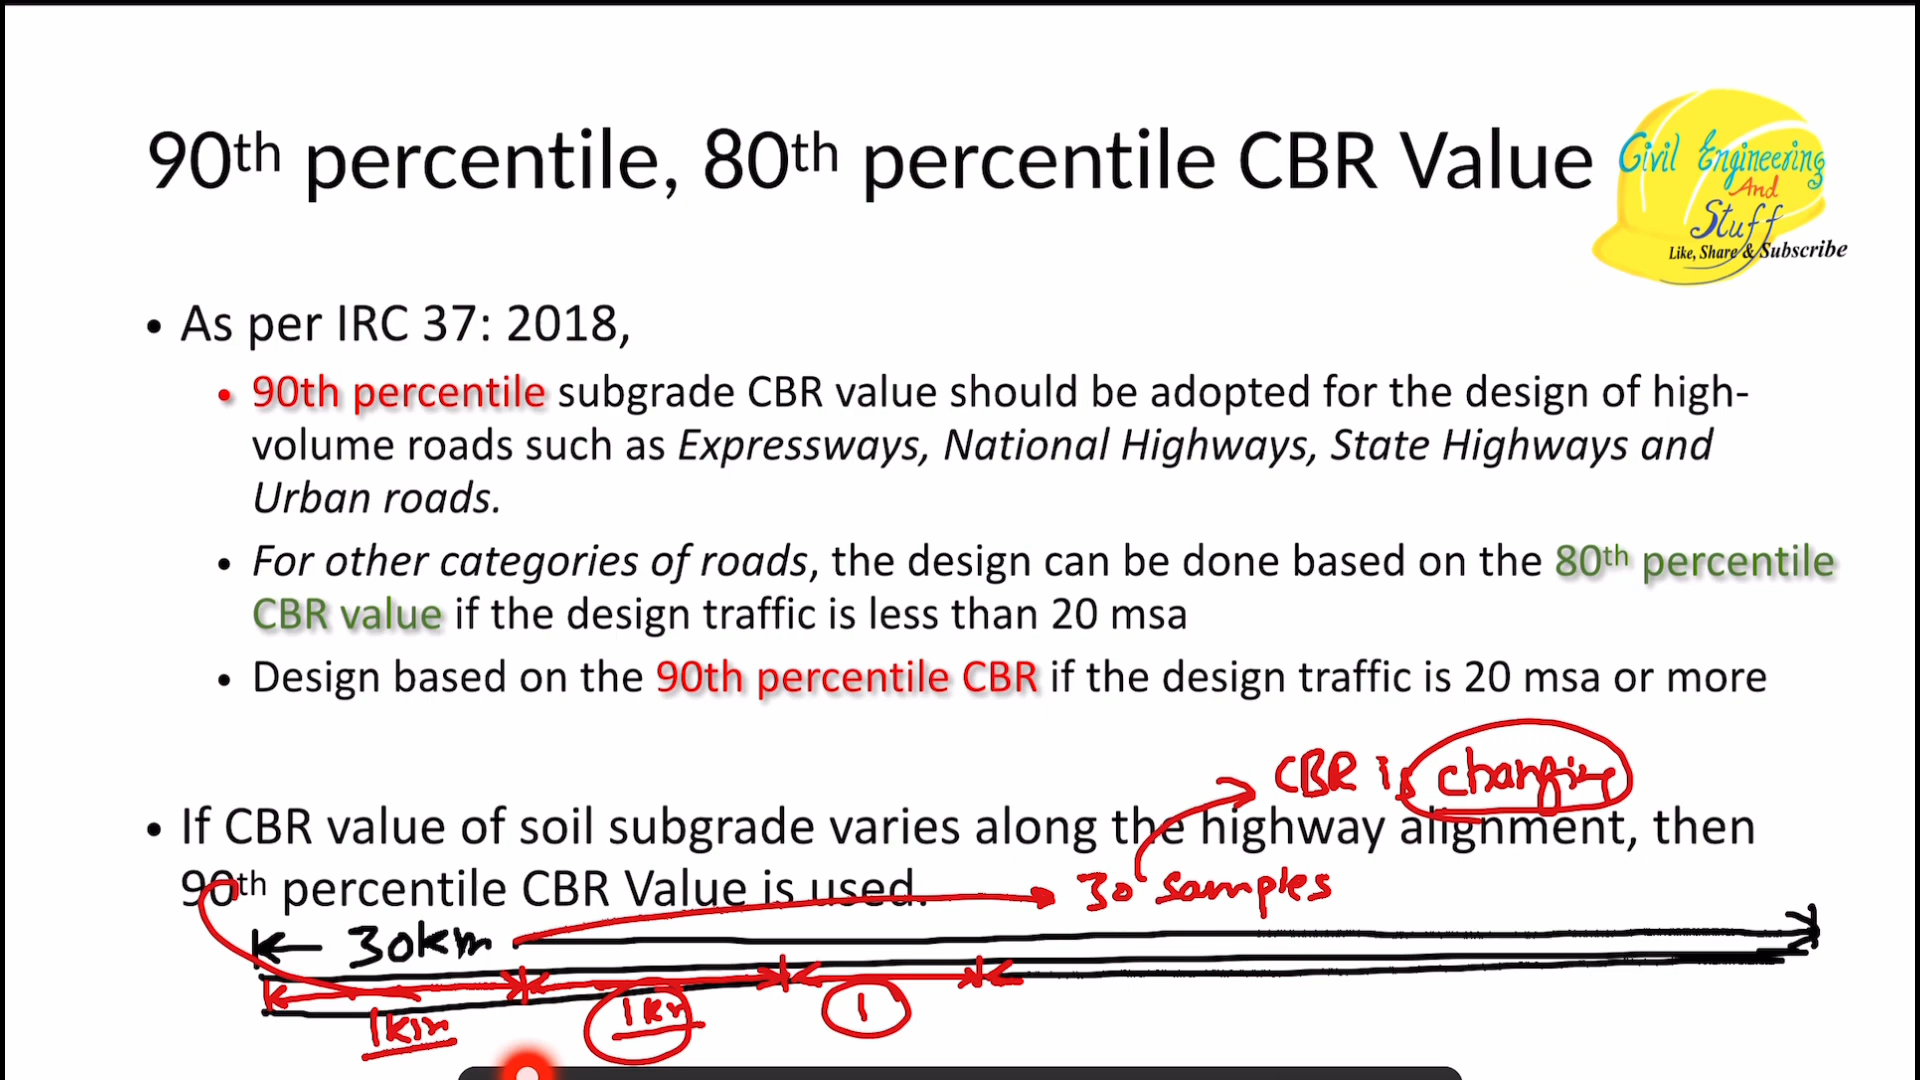 90th percentile, 80th percentile CBR Value
Civil Engineering
And
Stuff
Like, Share & Subscribe
• As per IRC 37: 2018,
• 90th percentile subgrade CBR value should be adopted for the design of high-
volume roads such as Expressways, National Highways, State Highways and
Urban roads.
• For other categories of roads, the design can be done based on the 80th percentile
CBR value if the design traffic is less than 20 msa
• Design based on the 90th percentile CBR if the design traffic is 20 msa or more
CBR is changing
• If CBR value of soil subgrade varies along the highway alignment, then
90th percentile CBR Value is used.
30 samples
30km
1km
1km
1